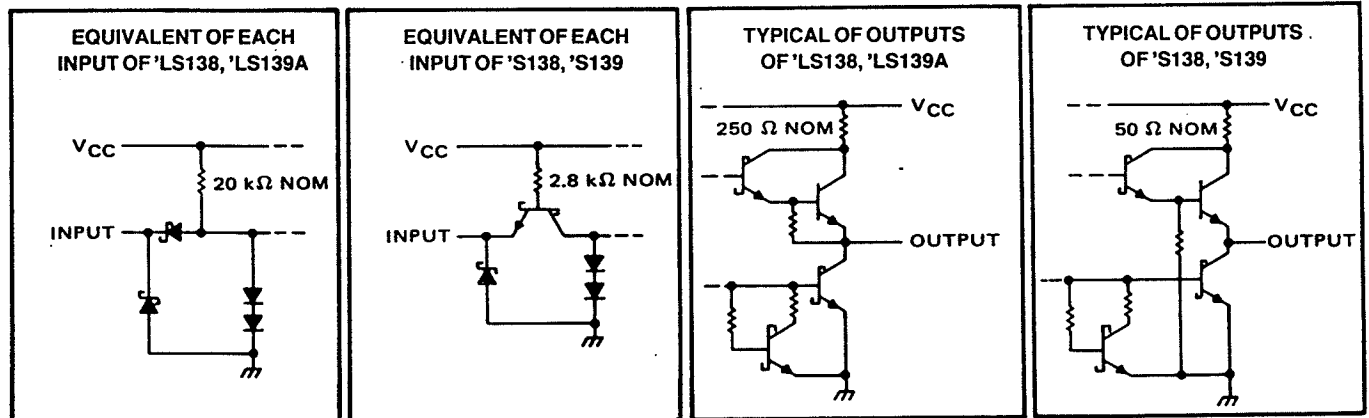 EQUIVALENT OF EACH
INPUT OF 'LS138, 'LS139A
VCC
20 kΩ NOM
INPUT
EQUIVALENT OF EACH
INPUT OF 'S138, 'S139
VCC
2.8 kΩ NOM
INPUT
TYPICAL OF OUTPUTS
OF 'LS138, 'LS139A
VCC
250 Ω NOM
OUTPUT
TYPICAL OF OUTPUTS
OF 'S138, 'S139
VCC
50 Ω NOM
OUTPUT